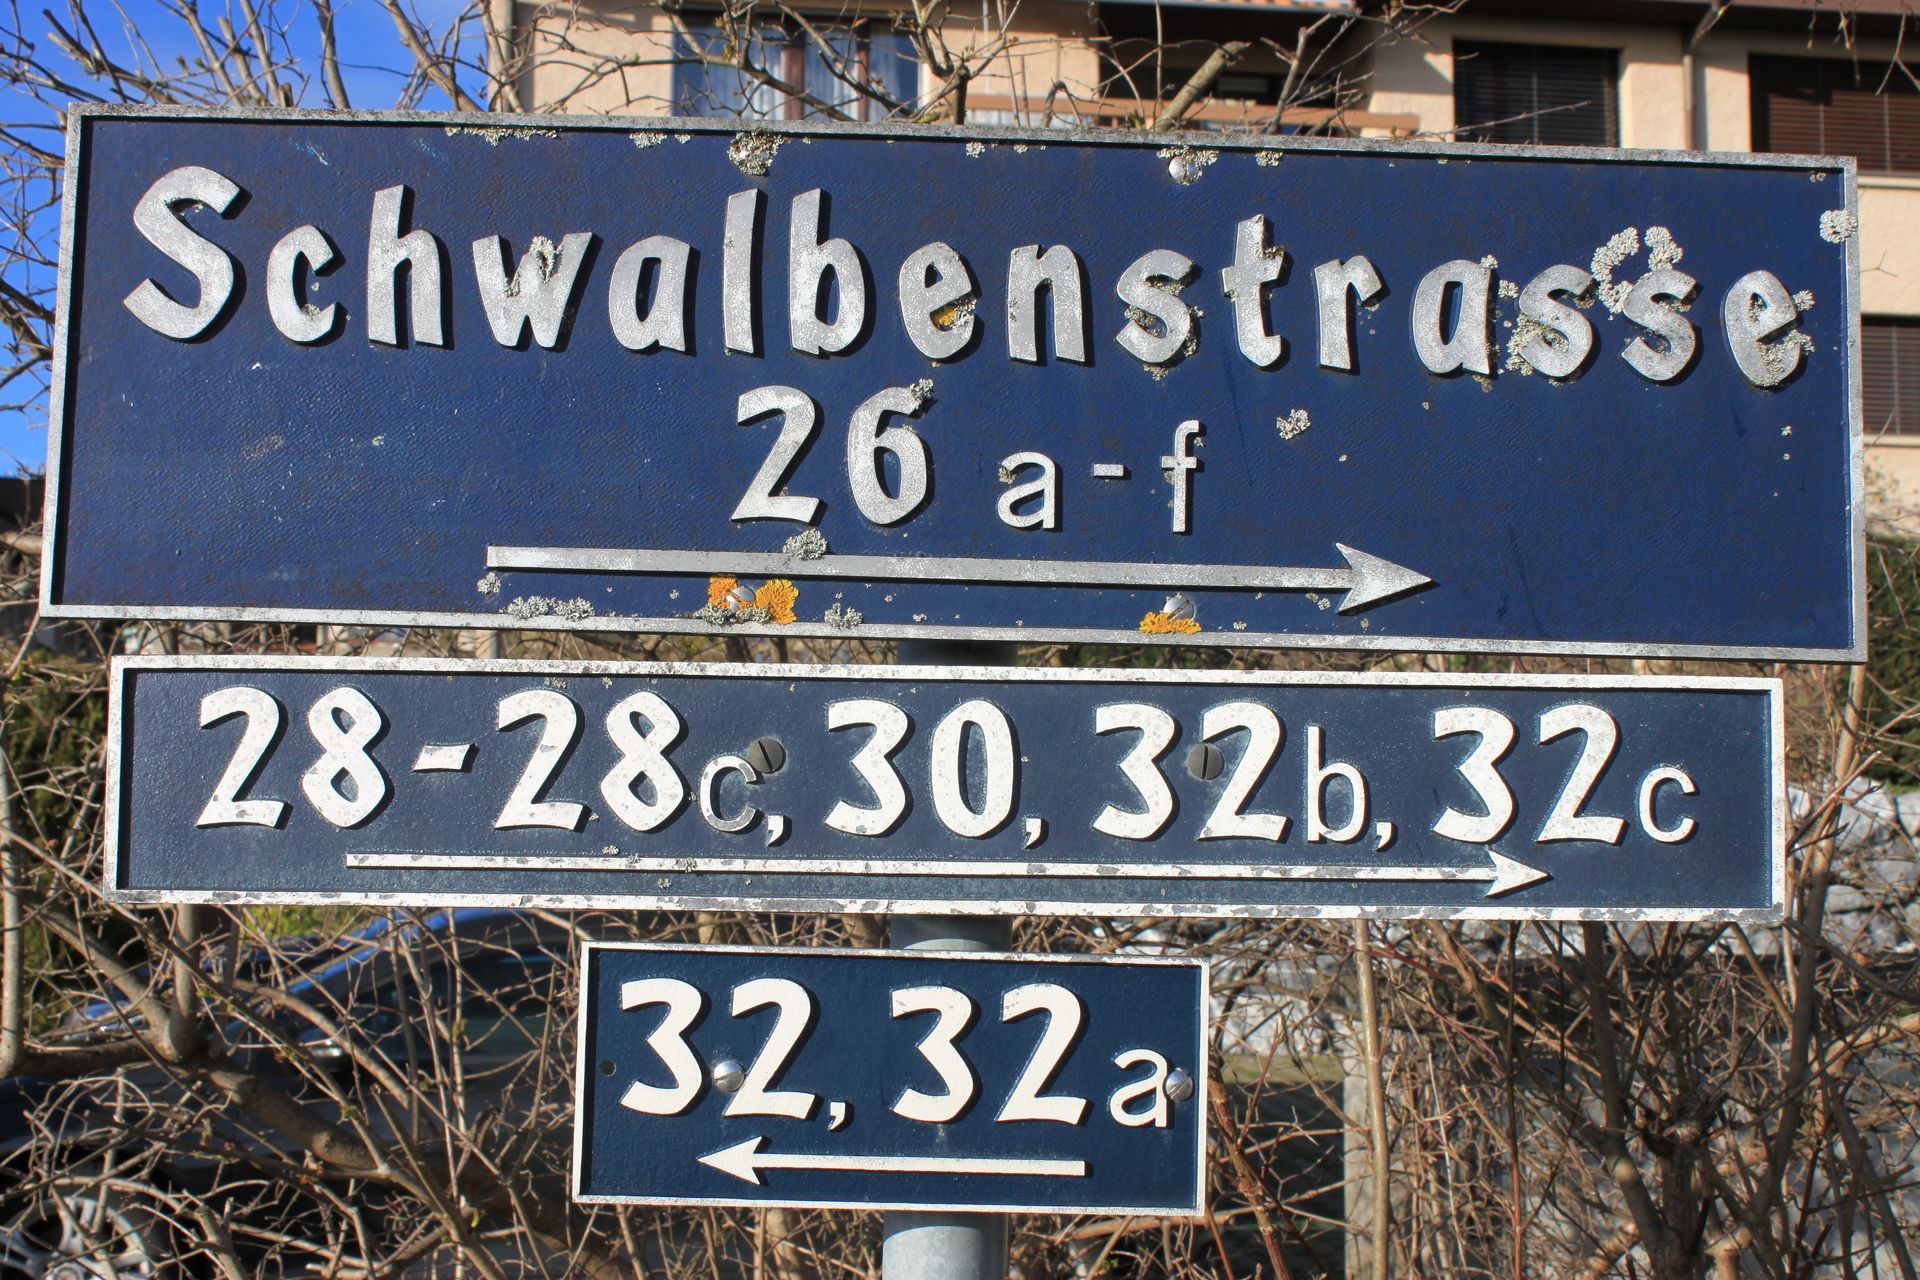 Schwalbenstrasse
26 a-f
28-28c, 30, 32b, 32c
32, 32a